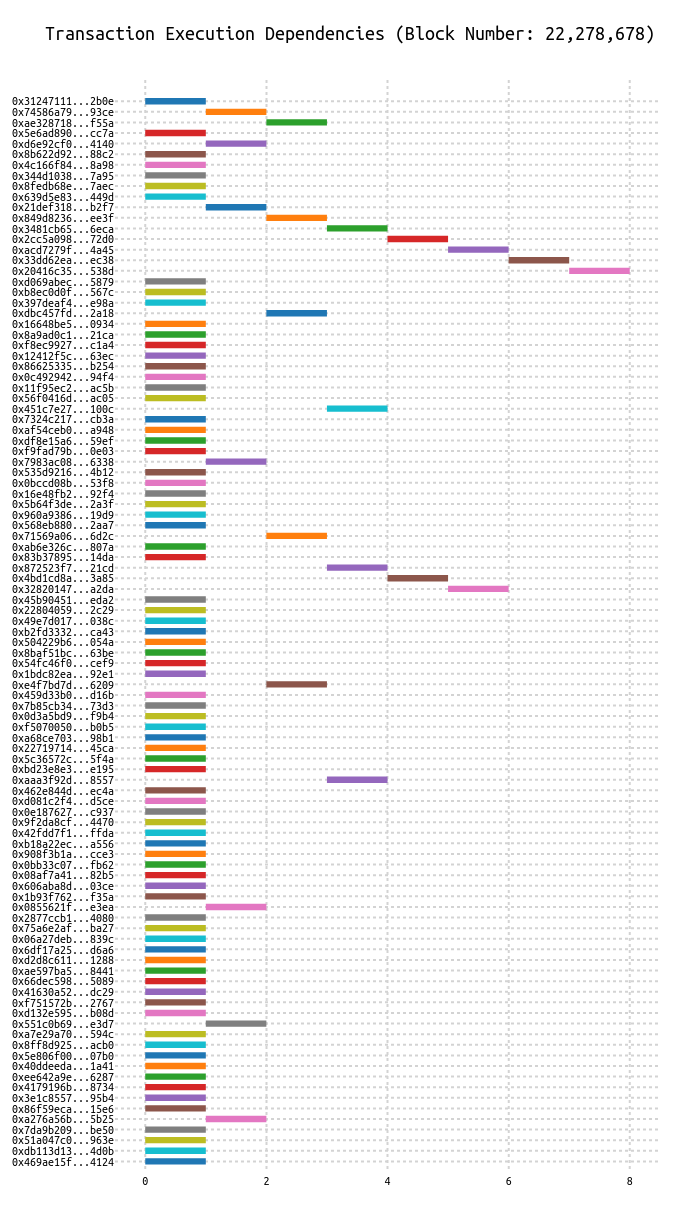 Transaction Execution Dependencies (Block Number: 22,278,678)
0x31247111...2b0e
0x74586a79...93ce
0xae328718...f55a
0x5e6ad890...cc7a
0xd6e92cf0...4140
0x8b622d92...88c2
0x4c166f84...8a98
0x344d1038...7a95
0x8fedb68e...7aec
0x639d5e83...449d
0x21def318...b2f7
0x849d8236...ee3f
0x3481cb65...6eca
0x2cc5a098...72d0
0xacd7279f...4a45
0x33dd62ea...ec38
0x20416c35...538d
0xd069abec...5879
0xb8ec0d0f...567c
0x397deaf4...e98a
0xdbc457fd...2a18
0x16648be5...0934
0x8a9ad0c1...21ca
0xf8ec9927...c1a4
0x12412f5c...63ec
0x86625335...b254
0x0c492942...94f4
0x11f95ec2...ac5b
0x56f0416d...ac05
0x451c7e27...100c
0x7324c217...cb3a
0xaf54ceb0...a948
0xdf8e15a6...59ef
0xf9fad79b...0e03
0x7983ac08...6338
0x535d9216...4b12
0x0bccd08b...53f8
0x16e48fb2...92f4
0x5b64f3de...2a3f
0x960a9386...19d9
0x568eb880...2aa7
0x71569a06...6d2c
0xab6e326c...807a
0x83b37895...14da
0x872523f7...21cd
0x4bd1cd8a...3a85
0x32820147...a2da
0x45b90451...eda2
0x22804059...2c29
0x49e7d017...038c
0xb2fd3332...ca43
0x504229b6...054a
0x8baf51bc...63be
0x54fc46f0...cef9
0x1bdc82ea...92e1
0xe4f7bd7d...6209
0x459d33b0...d16b
0x7b85cb34...73d3
0x0d3a5bd9...f9b4
0xf5070050...b0b5
0xa68ce703...98b1
0x22719714...45ca
0x5c36572c...5f4a
0xbd23e8e3...e195
0xaaa3f92d...8557
0x462e844d...ec4a
0xd081c2f4...d5ce
0x0e187627...c937
0x9f2da8cf...4470
0x42fdd7f1...ffda
0xb18a22ec...a556
0x908f3b1a...cce3
0x0bb33c07...fb62
0x08af7a41...82b5
0x606aba8d...03ce
0x1b93f762...f35a
0x0855621f...e3ea
0x2877ccb1...4080
0x75a6e2af...ba27
0x06a27deb...839c
0x6df17a25...d6a6
0xd2d8c611...1288
0xae597ba5...8441
0x66dec598...5089
0x41630a52...dc29
0xf751572b...2767
0xd132e595...b08d
0x551c0b69...e3d7
0xa7e29a70...594c
0x8ff8d925...acb0
0x5e806f00...07b0
0x40ddeeda...1a41
0xee642a9e...6287
0x4179196b...8734
0x3e1c8557...95b4
0x86f59eca...15e6
0xa276a56b...5b25
0x7da9b209...be50
0x51a047c0...963e
0xdb113d13...4d0b
0x469ae15f...4124
0 2 4 6 8